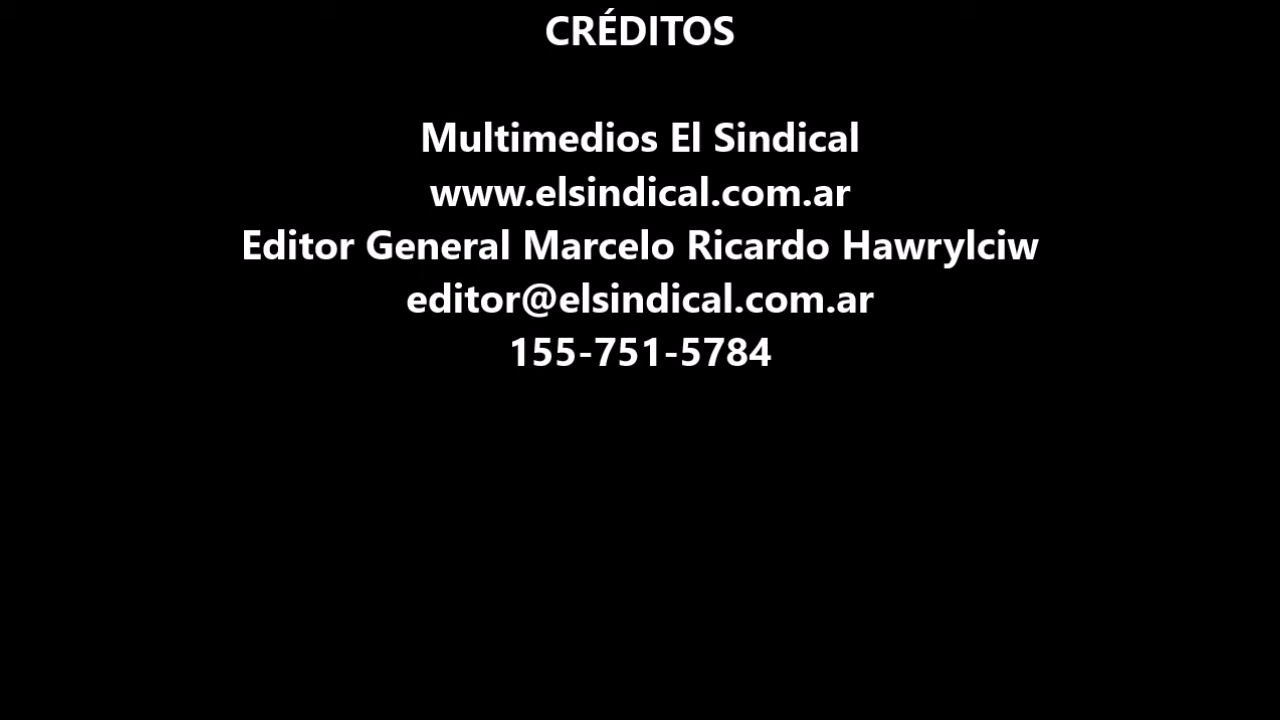 CRÉDITOS
Multimedios El Sindical
www.elsindical.com.ar
Editor General Marcelo Ricardo Hawrylciw
editor@elsindical.com.ar
155-751-5784